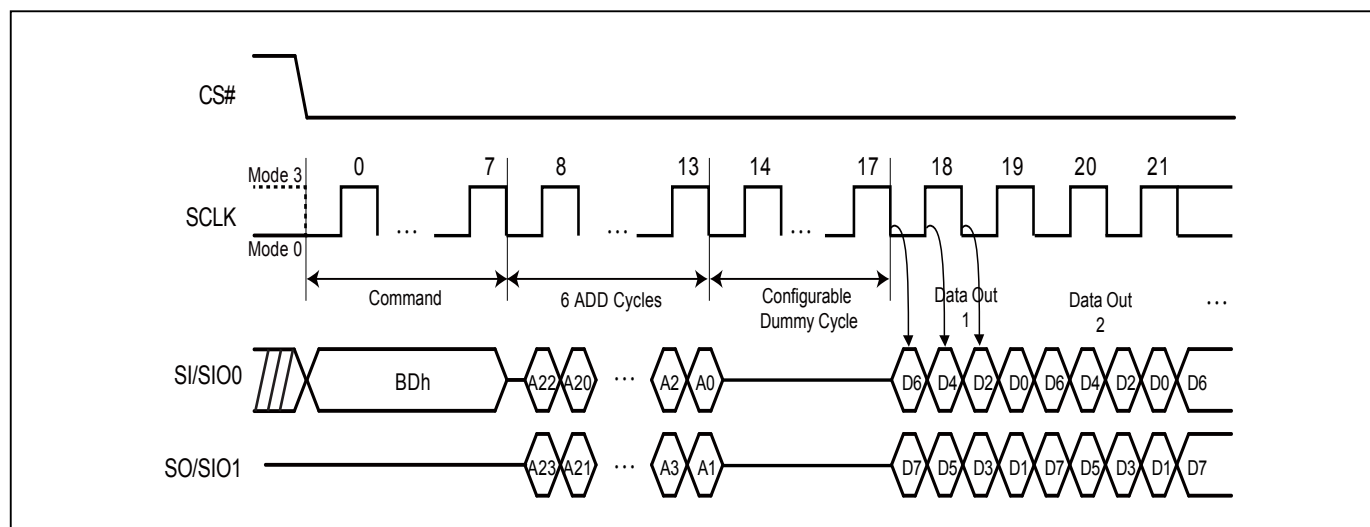 CS#
0 7 8 13 14 17 18 19 20 21
Mode 3
SCLK
Mode 0
... ... ...
Command 6 ADD Cycles Configurable Dummy Cycle Data Out 1 Data Out 2 ...
SI/SIO0 BDh A22 A20 ... A2 A0 D6 D4 D2 D0 D6 D4 D2 D0 D6
SO/SIO1 A23 A21 ... A3 A1 D7 D5 D3 D1 D7 D5 D3 D1 D7